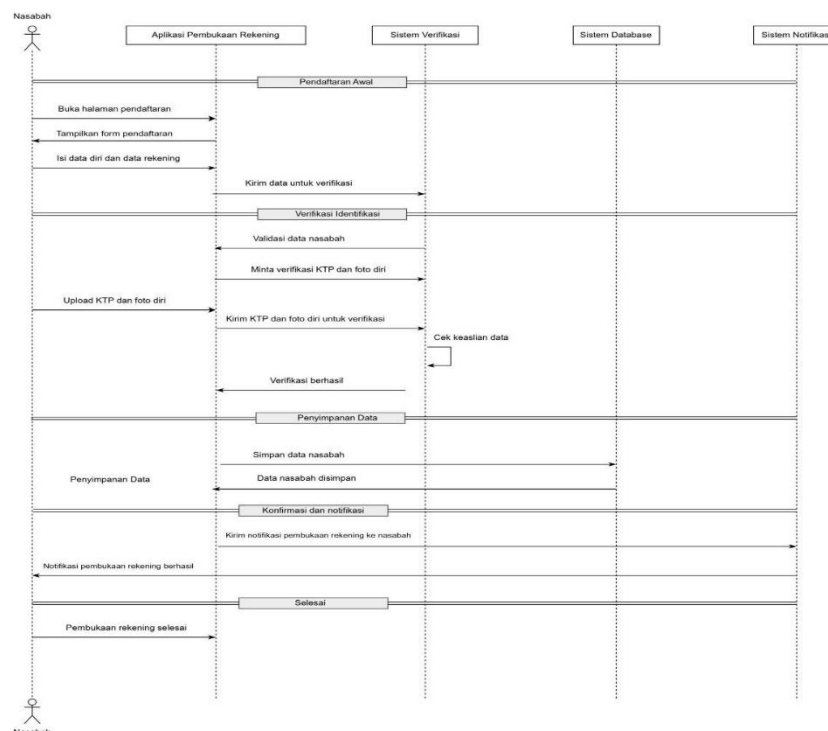 Nasabah
Aplikasi Pembukaan Rekening
Sistem Verifikasi
Sistem Database
Sistem Notifikas
Pendaftaran Awal
Buka halaman pendaftaran
Tampilkan form pendaftaran
Isi data diri dan data rekening
Kirim data untuk verifikasi
Verifikasi Identifikasi
Validasi data nasabah
Minta verifikasi KTP dan foto diri
Upload KTP dan foto diri
Kirim KTP dan foto diri untuk verifikasi
Cek keaslian data
Verifikasi berhasil
Penyimpanan Data
Simpan data nasabah
Penyimpanan Data
Data nasabah disimpan
Konfirmasi dan notifikasi
Kirim notifikasi pembukaan rekening ke nasabah
Notifikasi pembukaan rekening berhasil
Selesai
Pembukaan rekening selesai
Nasabah